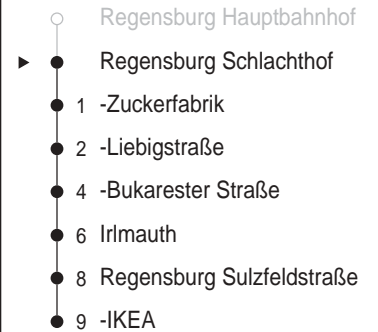 Regensburg Hauptbahnhof
Regensburg Schlachthof
1 -Zuckerfabrik
2 -Liebigstraße
4 -Bukarester Straße
6 Irlmauth
8 Regensburg Sulzfeldstraße
9 -IKEA